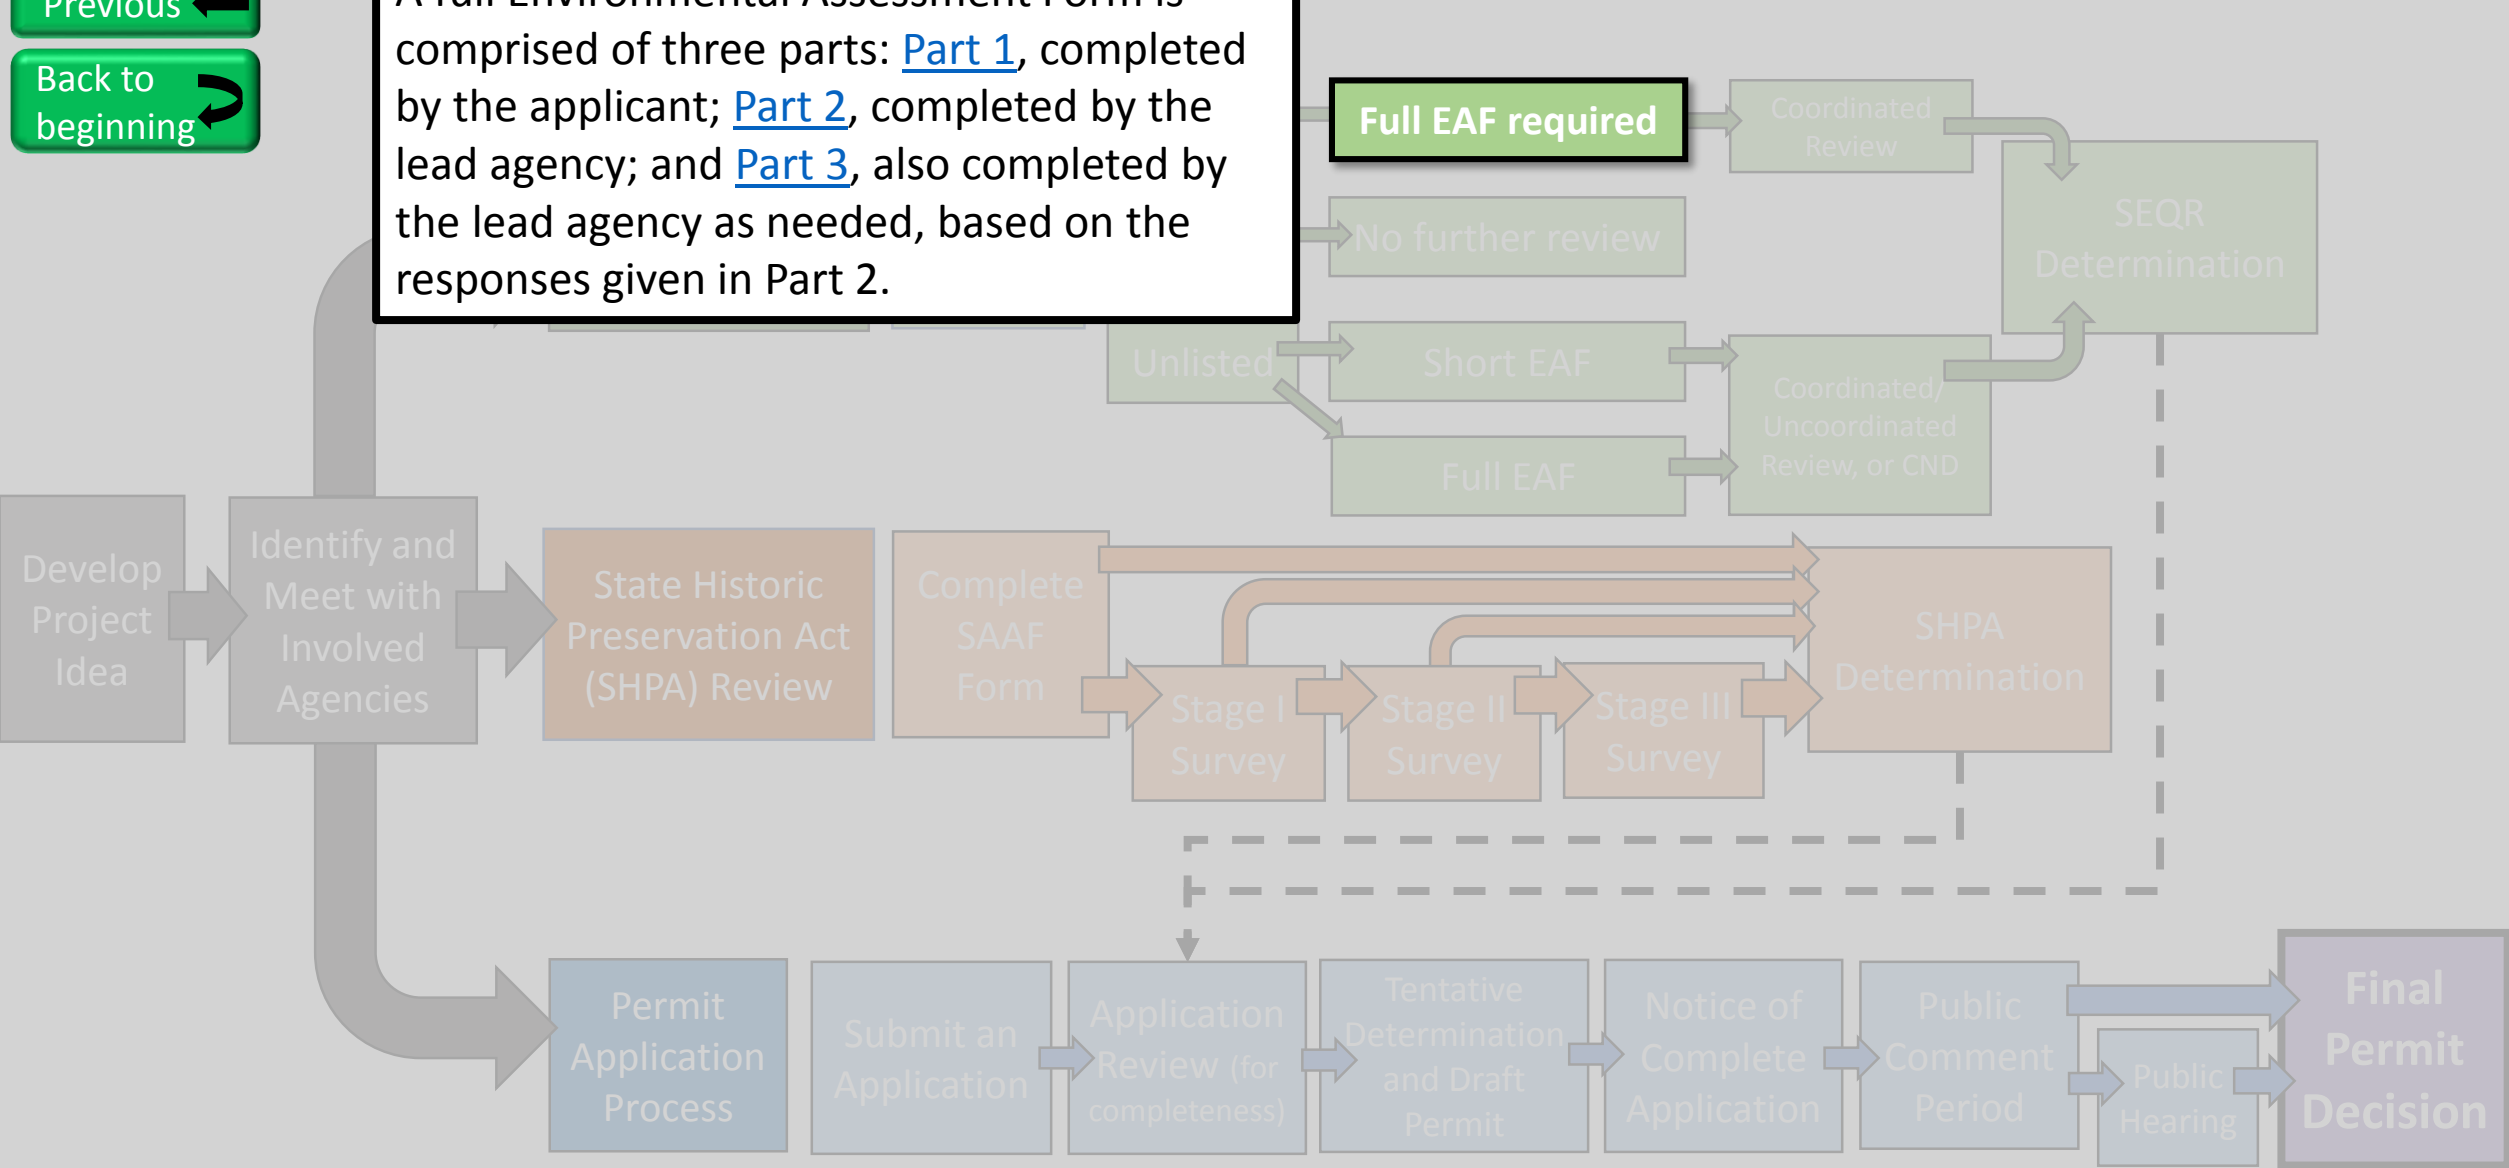 Previous
Back to
beginning
A full Environmental Assessment Form is
comprised of three parts: Part 1, completed
by the applicant; Part 2, completed by the
lead agency; and Part 3, also completed by
the lead agency as needed, based on the
responses given in Part 2.
Full EAF required
Coordinated
Review
No further review
SEQR
Determination
Unlisted
Short EAF
Coordinated/
Uncoordinated
Review, or CND
Full EAF
Develop
Project
Idea
Identify and
Meet with
Involved
Agencies
State Historic
Preservation Act
(SHPA) Review
Complete
SAAF
Form
Stage I
Survey
Stage II
Survey
Stage III
Survey
SHPA
Determination
Permit
Application
Process
Submit an
Application
Application
Review (for
completeness)
Tentative
Determination
and Draft
Permit
Notice of
Complete
Application
Public
Comment
Period
Public
Hearing
Final
Permit
Decision